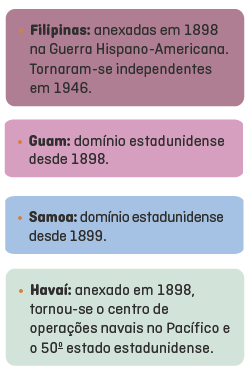 • Filipinas: anexadas em 1898
na Guerra Hispano-Americana.
Tornaram-se independentes
em 1946.
• Guam: domínio estadunidense
desde 1898.
• Samoa: domínio estadunidense
desde 1899.
• Havaí: anexado em 1898,
tornou-se o centro de
operações navais no Pacífico e
o 50º estado estadunidense.